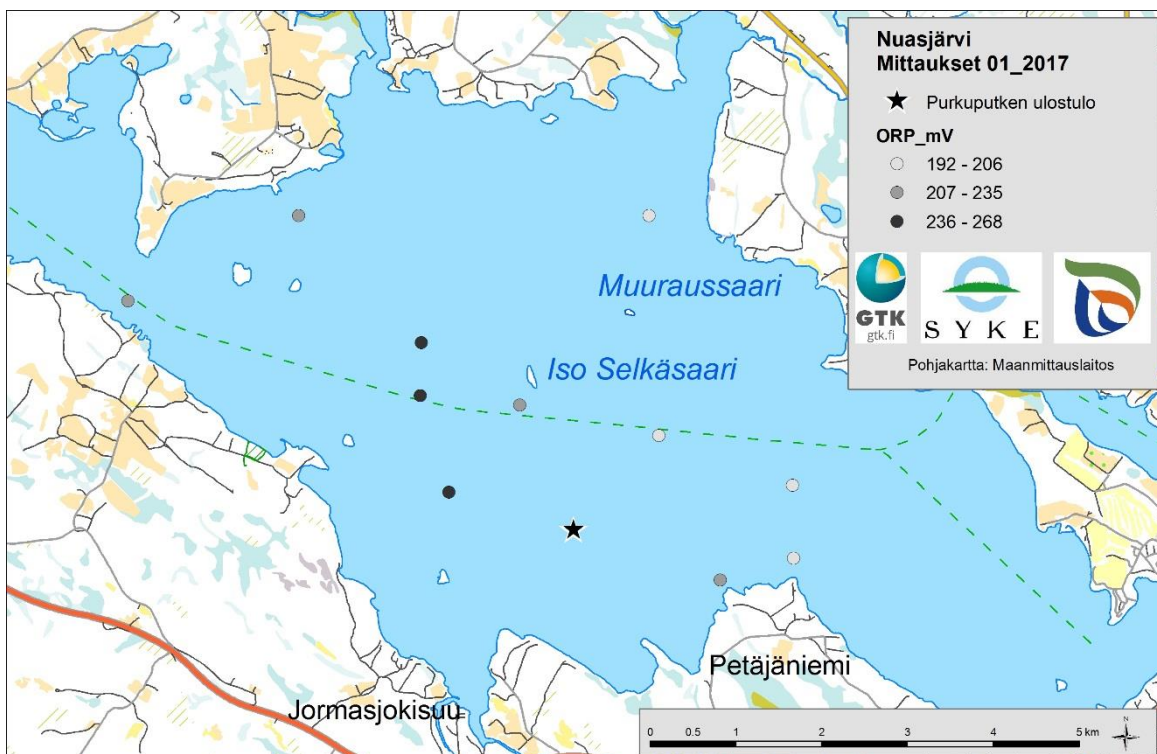 Nuasjärvi
Mittaukset 01_2017
Purkuputken ulostulo
ORP_mV
192 - 206
207 - 235
236 - 268
GTK
gtk.fi
SYKE
Pohjakartta: Maanmittauslaitos
Muuraussaari
Iso Selkäsaari
Petäjäniemi
Jormasjokisuu
0 0.5 1 2 3 4 5 km
N